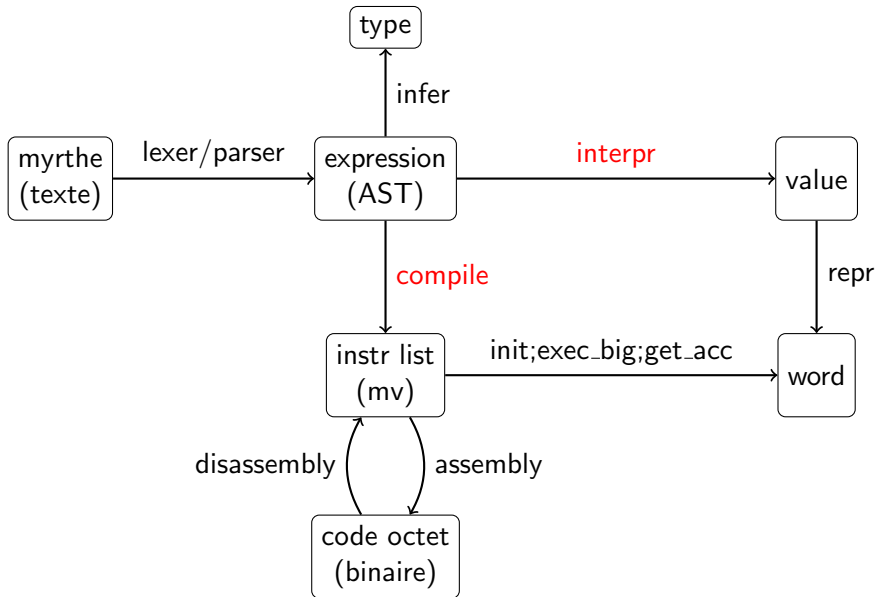 type
infer
myrthe
(texte)
lexer/parser
expression
(AST)
interpr
value
compile
repr
instr list
(mv)
init;exec_big;get_acc
word
disassembly
assembly
code octet
(binaire)